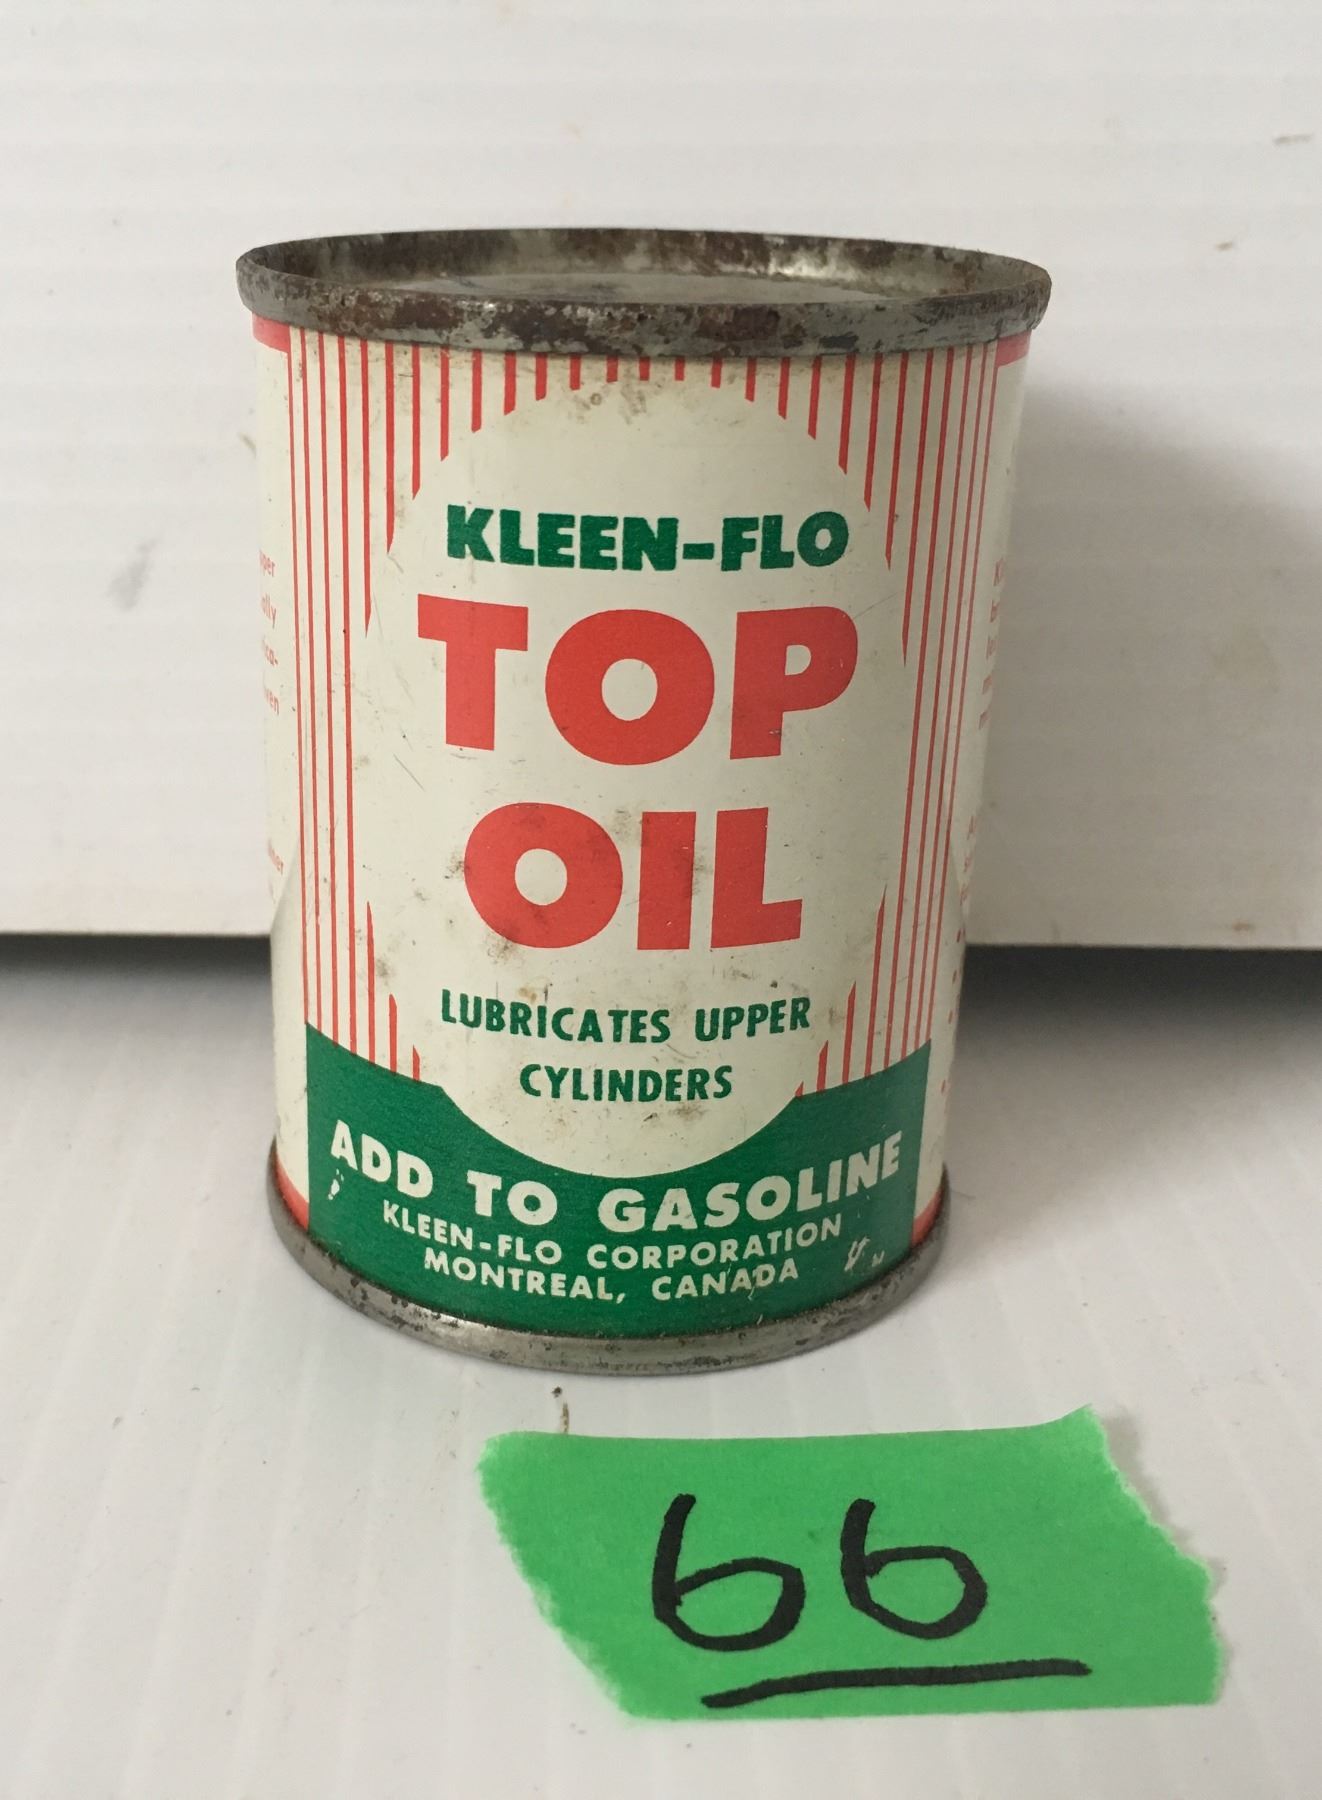 KLEEN-FLO
TOP
OIL
LUBRICATES UPPER
CYLINDERS
ADD TO GASOLINE
KLEEN-FLO CORPORATION
MONTREAL, CANADA
66